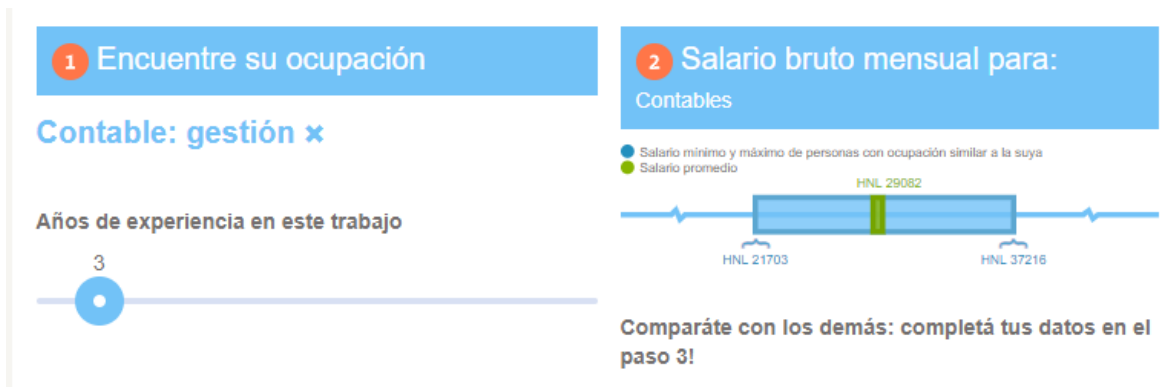 1 Encuentre su ocupación
Contable: gestión ✖
Años de experiencia en este trabajo
3
2 Salario bruto mensual para:
Contables
Salario mínimo y máximo de personas con ocupación similar a la suya
Salario promedio
HNL 29082
HNL 21703
HNL 37216
Comparáte con los demás: completá tus datos en el
paso 3!